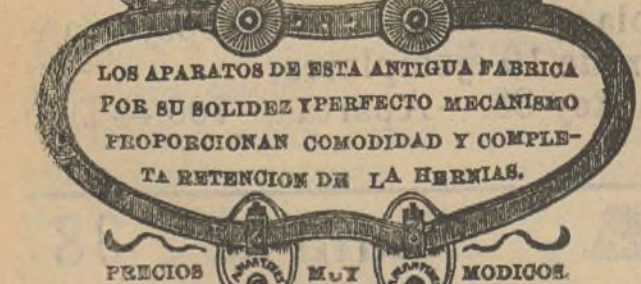 LOS APARATOS DE ESTA ANTIGUA FABRICA
POR SU SOLIDEZ Y PERFECTO MECANISMO
PROPORCIONAN COMODIDAD Y COMPLE-
TA RETENCION DE LA HERNIAS.
PRECIOS MUY MODICOS.